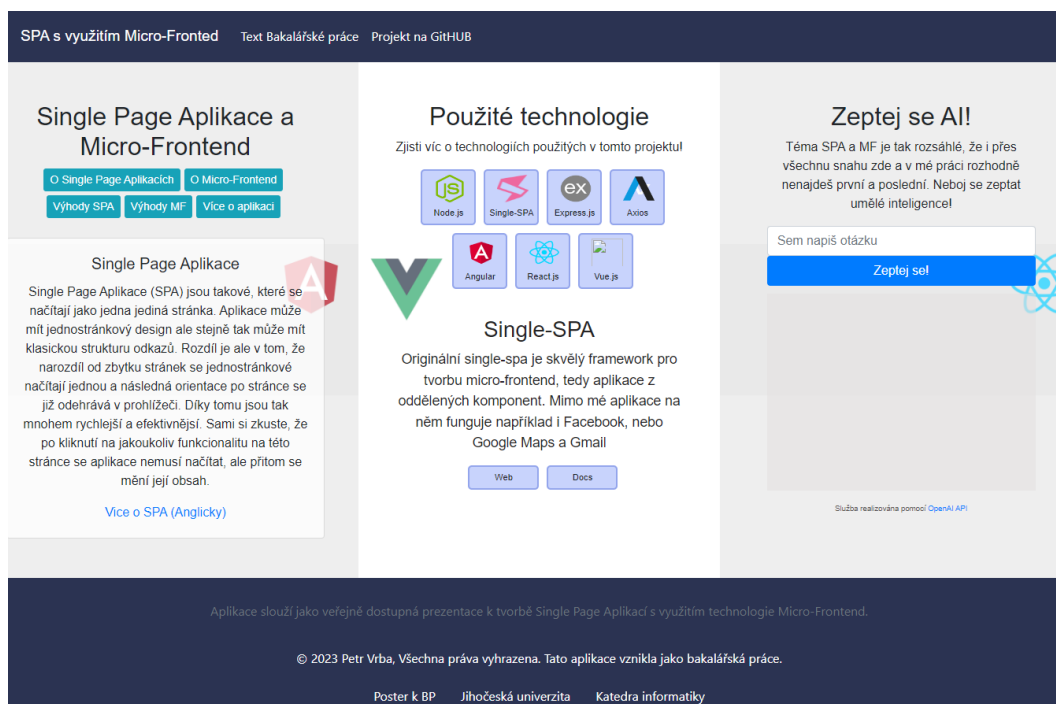 SPA s využitím Micro-Fronted
Text Bakalářské práce
Projekt na GitHUB
Single Page Aplikace a
Micro-Frontend
O Single Page Aplikacích
O Micro-Frontend
Výhody SPA
Výhody MF
Více o aplikaci
Single Page Aplikace
Single Page Aplikace (SPA) jsou takové, které se
načítají jako jedna jediná stránka. Aplikace může
mít jednostránkový design ale stejně tak může mít
klasickou strukturu odkazů. Rozdíl je ale v tom, že
narozdíl od zbytku stránek se jednostránkové
načítají jednou a následná orientace po stránce se
již odehrává v prohlížeči. Díky tomu jsou tak
mnohem rychlejší a efektivnějsí. Sami si zkuste, že
po kliknutí na jakoukoliv funkcionalitu na této
stránce se aplikace nemusí načítat, ale přitom se
mění její obsah.
Vice o SPA (Anglicky)
Použité technologie
Zjisti víc o technologiích použitých v tomto projektu!
Node.js
Single-SPA
ex
Express.js
Axios
Angular
React.js
Vue.js
Single-SPA
Originální single-spa je skvělý framework pro
tvorbu micro-frontend, tedy aplikace z
oddělených komponent. Mimo mé aplikace na
něm funguje například i Facebook, nebo
Google Maps a Gmail
Web
Docs
Zeptej se AI!
Téma SPA a MF je tak rozsáhlé, že i přes
všechnu snahu zde a v mé práci rozhodně
nenajdeš první a poslední. Neboj se zeptat
umělé inteligence!
Sem napiš otázku
Zeptej se!
Služba realizována pomocí OpenAI API
Aplikace slouží jako veřejně dostupná prezentace k tvorbě Single Page Aplikací s využitím technologie Micro-Frontend.
© 2023 Petr Vrba, Všechna práva vyhrazena. Tato aplikace vznikla jako bakalářská práce.
Poster k BP
Jihočeská univerzita
Katedra informatiky